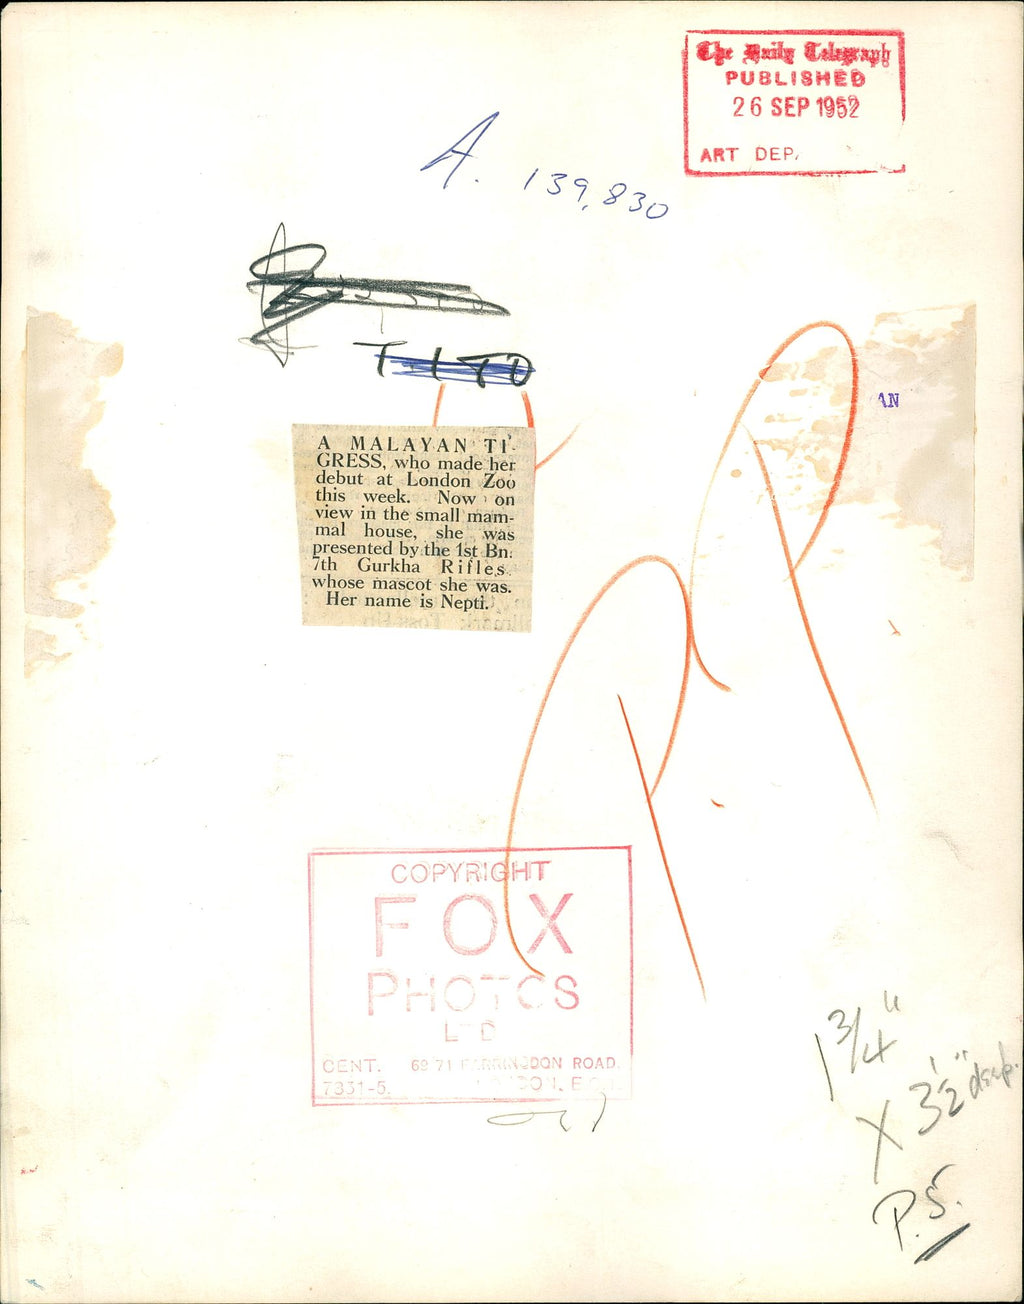 The Daily Telegraph
PUBLISHED
26 SEP 1952
ART DEP.
A. 139,830
TITO
AN
A MALAYAN TI-
GRESS, who made her
debut at London Zoo
this week. Now on
view in the small mam-
mal house, she was
presented by the 1st Bn.
7th Gurkha Rifles
whose mascot she was.
Her name is Nepti.
COPYRIGHT
FOX
PHOTOS
LTD
CENT. 69 71 FARRINGDON ROAD.
7331-5. LONDON, E.C.1.
1 3/4"
X 3 1/2" deep.
P.S.